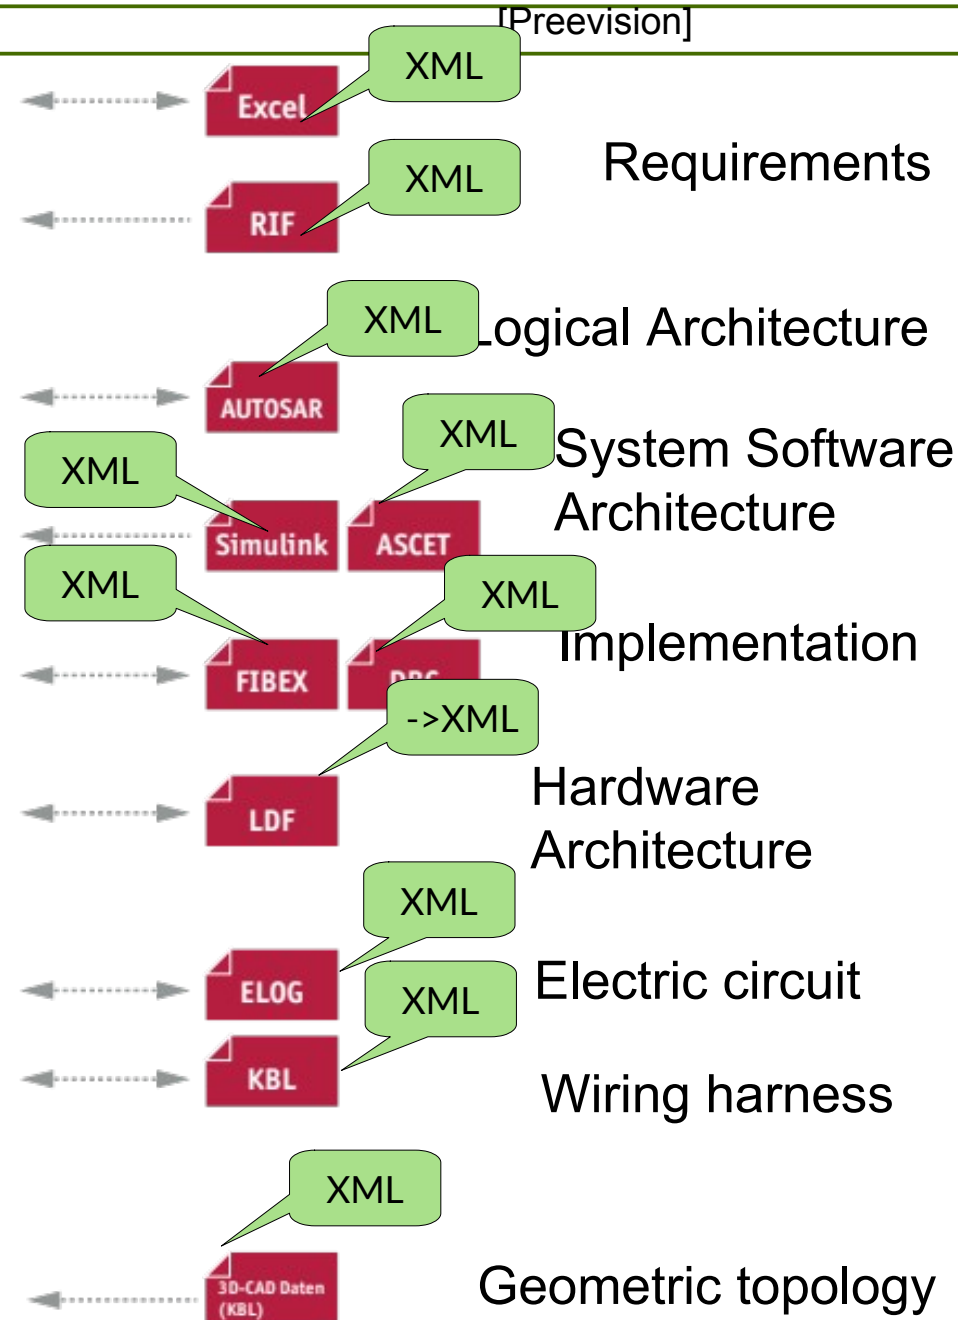 [Preevision]
XML
Excel
XML
Requirements
RIF
XML
Logical Architecture
AUTOSAR
XML
System Software
Architecture
XML
Simulink
ASCET
XML
XML
Implementation
FIBEX
DBC
->XML
Hardware
Architecture
LDF
XML
Electric circuit
ELOG
XML
KBL
Wiring harness
XML
3D-CAD Daten
(KBL)
Geometric topology